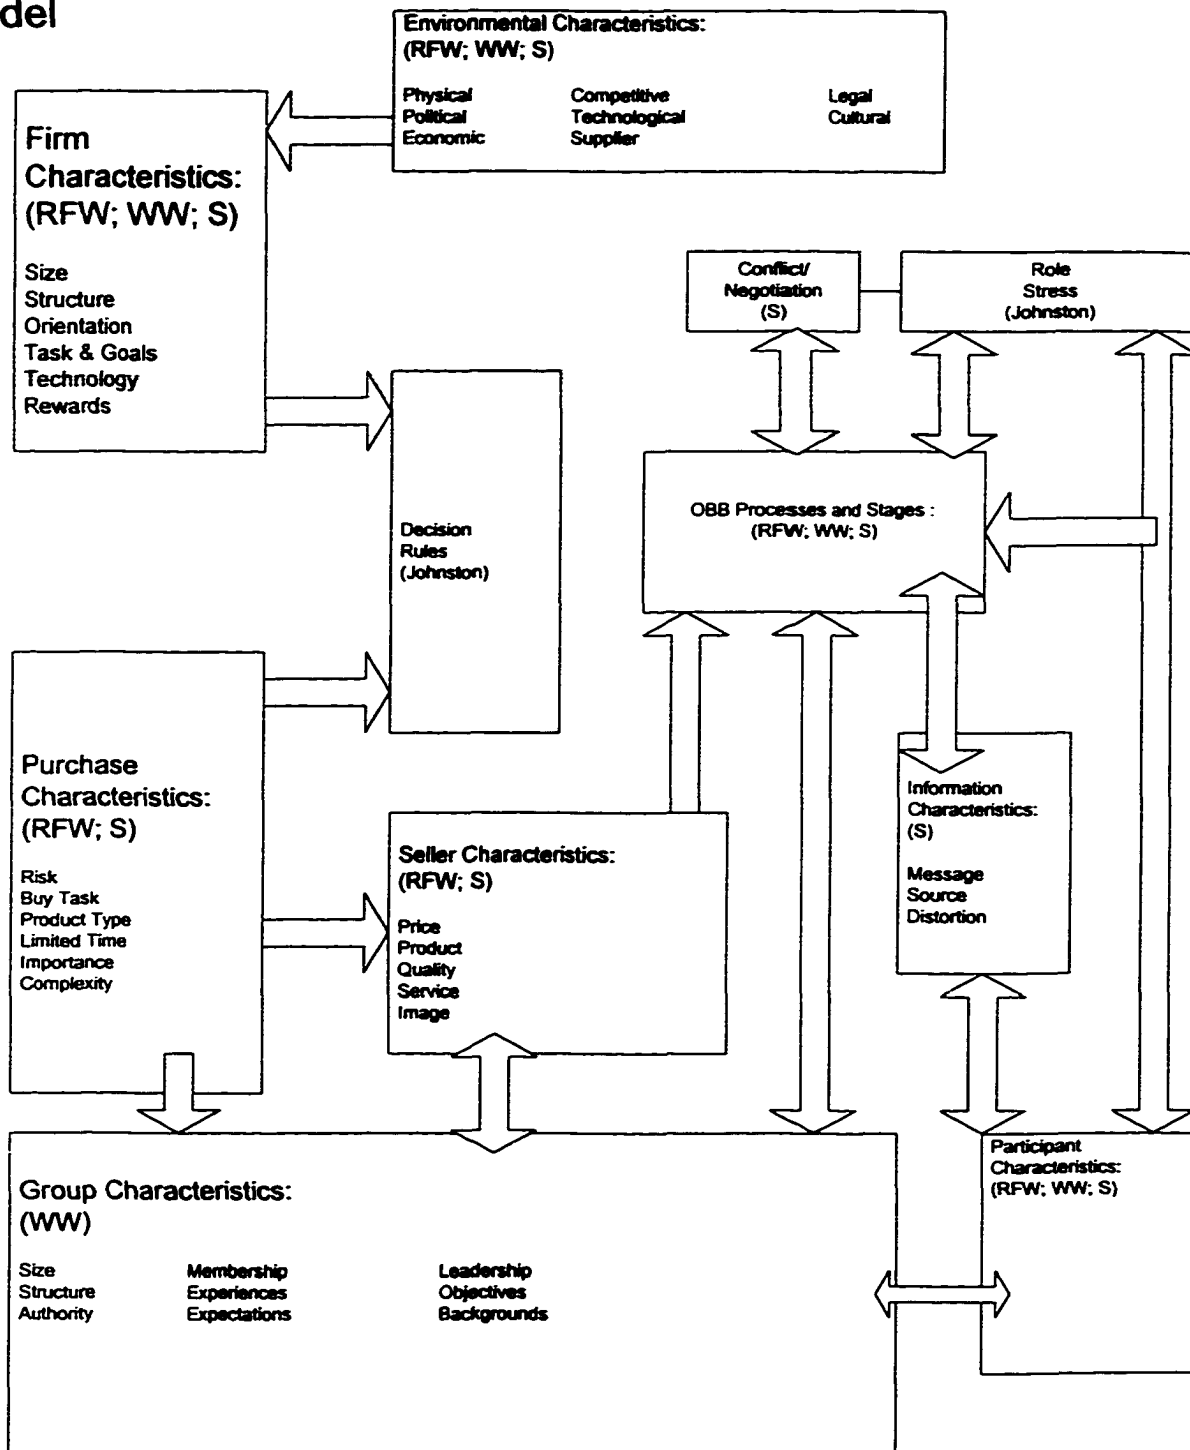 del
Environmental Characteristics:
(RFW; WW; S)
Physical Competitive Legal
Political Technological Cultural
Economic Supplier
Firm
Characteristics:
(RFW; WW; S)
Size
Structure
Orientation
Task & Goals
Technology
Rewards
Conflict/
Negotiation
(S)
Role
Stress
(Johnston)
Decision
Rules
(Johnston)
OBB Processes and Stages :
(RFW; WW; S)
Purchase
Characteristics:
(RFW; S)
Risk
Buy Task
Product Type
Limited Time
Importance
Complexity
Seller Characteristics:
(RFW; S)
Price
Product
Quality
Service
Image
Information
Characteristics:
(S)
Message
Source
Distortion
Group Characteristics:
(WW)
Size Membership Leadership
Structure Experiences Objectives
Authority Expectations Backgrounds
Participant
Characteristics:
(RFW; WW; S)